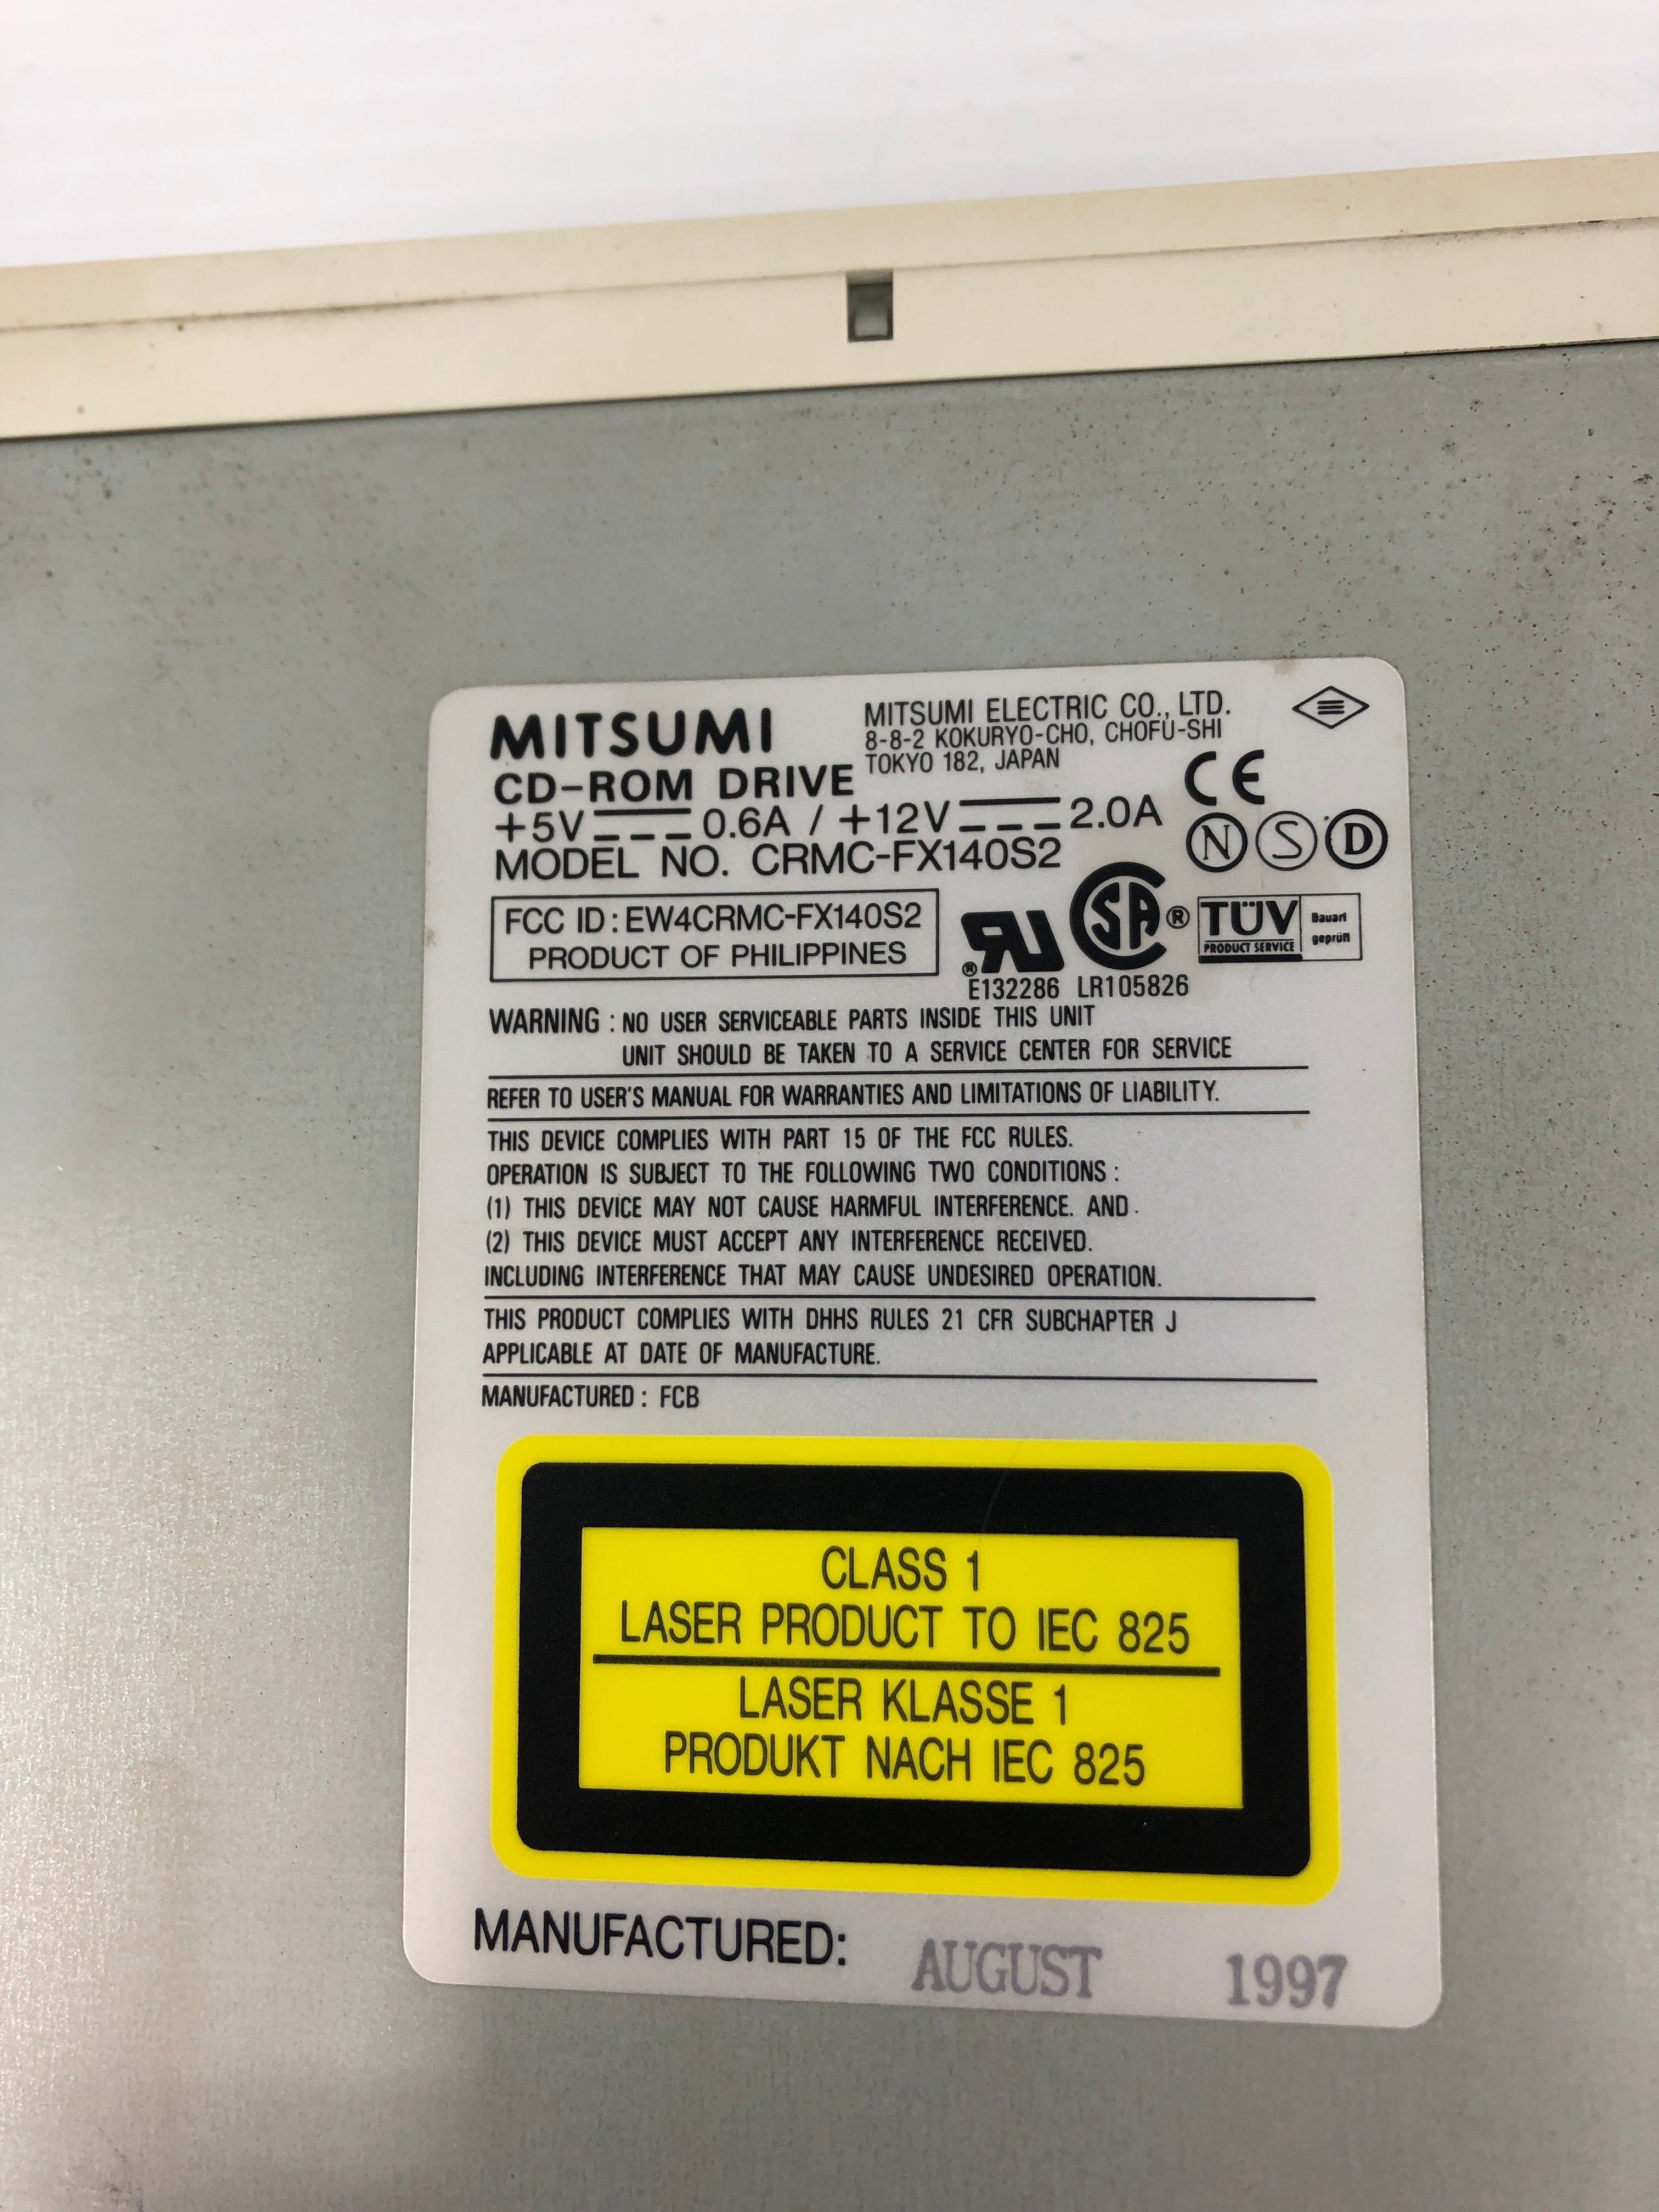 MITSUMI
CD-ROM DRIVE
MITSUMI ELECTRIC CO., LTD.
8-8-2 KOKURYO-CHO, CHOFU-SHI
TOKYO 182, JAPAN
+5V 0.6A / +12V 2.0A
MODEL NO. CRMC-FX140S2
CE
N S D
FCC ID : EW4CRMC-FX140S2
PRODUCT OF PHILIPPINES
RU ®
E132286
SA ®
LR105826
TÜV
PRODUCT SERVICE
Bauart
geprüft
WARNING : NO USER SERVICEABLE PARTS INSIDE THIS UNIT
UNIT SHOULD BE TAKEN TO A SERVICE CENTER FOR SERVICE
REFER TO USER'S MANUAL FOR WARRANTIES AND LIMITATIONS OF LIABILITY.
THIS DEVICE COMPLIES WITH PART 15 OF THE FCC RULES.
OPERATION IS SUBJECT TO THE FOLLOWING TWO CONDITIONS :
(1) THIS DEVICE MAY NOT CAUSE HARMFUL INTERFERENCE. AND.
(2) THIS DEVICE MUST ACCEPT ANY INTERFERENCE RECEIVED.
INCLUDING INTERFERENCE THAT MAY CAUSE UNDESIRED OPERATION.
THIS PRODUCT COMPLIES WITH DHHS RULES 21 CFR SUBCHAPTER J
APPLICABLE AT DATE OF MANUFACTURE.
MANUFACTURED : FCB
CLASS 1
LASER PRODUCT TO IEC 825
LASER KLASSE 1
PRODUKT NACH IEC 825
MANUFACTURED: AUGUST 1997